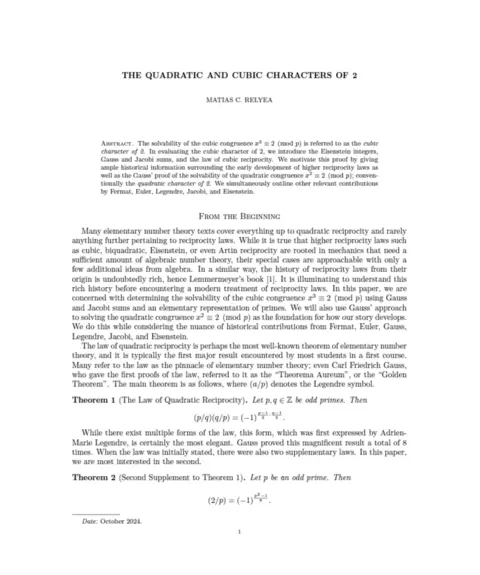 THE QUADRATIC AND CUBIC CHARACTERS OF 2
MATIAS C. RELYEA
Abstract. The solvability of the cubic congruence x³ ≡ 2 (mod p) is referred to as the cubic
character of 2. In evaluating the cubic character of 2, we introduce the Eisenstein integers,
Gauss and Jacobi sums, and the law of cubic reciprocity. We motivate this proof by giving
ample historical information surrounding the early development of higher reciprocity laws as
well as the Gauss' proof of the solvability of the quadratic congruence x² ≡ 2 (mod p); conven-
tionally the quadratic character of 2. We simultaneously outline other relevant contributions
by Fermat, Euler, Legendre, Jacobi, and Eisenstein.
From the Beginning
Many elementary number theory texts cover everything up to quadratic reciprocity and rarely
anything further pertaining to reciprocity laws. While it is true that higher reciprocity laws such
as cubic, biquadratic, Eisenstein, or even Artin reciprocity are rooted in mechanics that need a
sufficient amount of algebraic number theory, their special cases are approachable with only a
few additional ideas from algebra. In a similar way, the history of reciprocity laws from their
origin is undoubtedly rich, hence Lemmermeyer's book [1]. It is illuminating to understand this
rich history before encountering a modern treatment of reciprocity laws. In this paper, we are
concerned with determining the solvability of the cubic congruence x³ ≡ 2 (mod p) using Gauss
and Jacobi sums and an elementary representation of primes. We will also use Gauss' approach
to solving the quadratic congruence x² ≡ 2 (mod p) as the foundation for how our story develops.
We do this while considering the nuance of historical contributions from Fermat, Euler, Gauss,
Legendre, Jacobi, and Eisenstein.
The law of quadratic reciprocity is perhaps the most well-known theorem of elementary number
theory, and it is typically the first major result encountered by most students in a first course.
Many refer to the law as the pinnacle of elementary number theory; even Carl Friedrich Gauss,
who gave the first proofs of the law, referred to it as the "Theorema Aureum", or the "Golden
Theorem". The main theorem is as follows, where (a/p) denotes the Legendre symbol.
Theorem 1 (The Law of Quadratic Reciprocity). Let p, q ∈ ℤ be odd primes. Then
(p/q)(q/p) = (−1)^{\frac{p−1}{2}·\frac{q−1}{2}}.
While there exist multiple forms of the law, this form, which was first expressed by Adrien-
Marie Legendre, is certainly the most elegant. Gauss proved this magnificent result a total of 8
times. When the law was initially stated, there were also two supplementary laws. In this paper,
we are most interested in the second.
Theorem 2 (Second Supplement to Theorem 1). Let p be an odd prime. Then
(2/p) = (−1)^{\frac{p²−1}{8}}.
Date: October 2024.
1